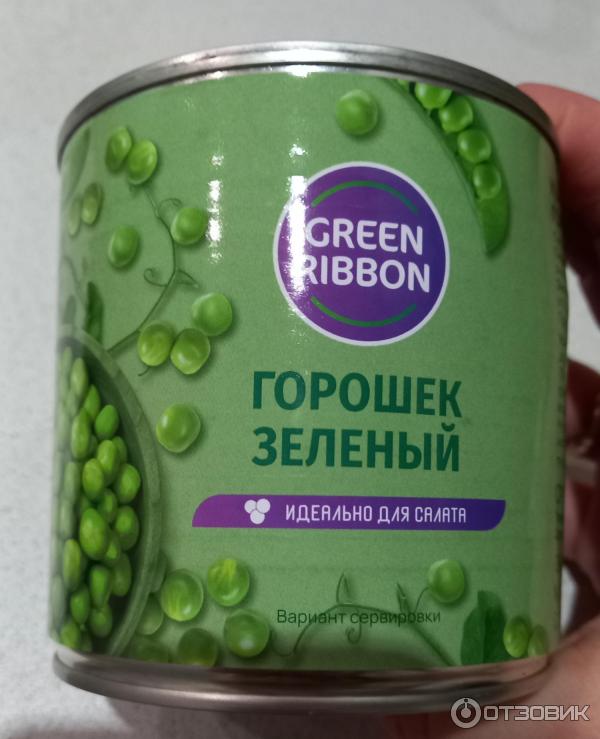 GREEN
RIBBON
ГОРОШЕК
ЗЕЛЕНЫЙ
ИДЕАЛЬНО ДЛЯ САЛАТА
Вариант сервировки
ОТЗОВИК